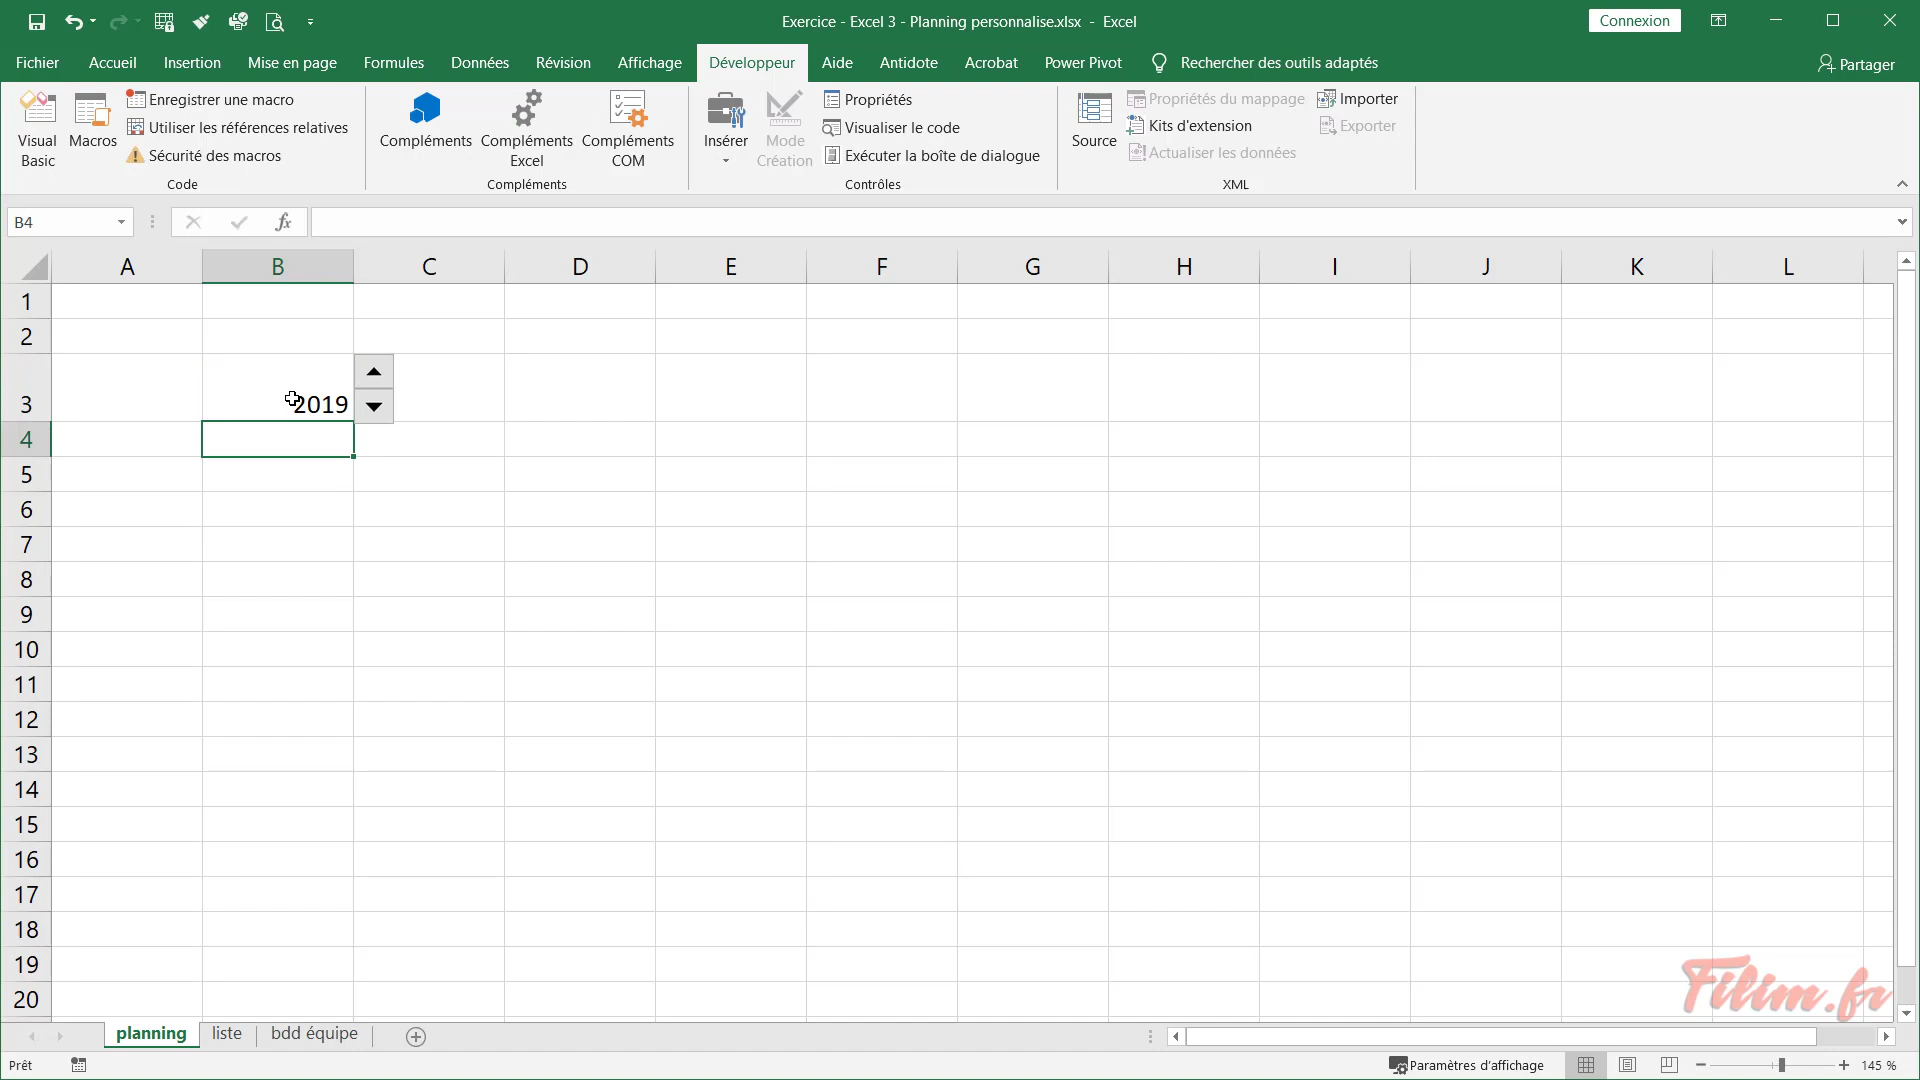 Exercice - Excel 3 - Planning personnalise.xlsx - Excel
Connexion
Fichier Accueil Insertion Mise en page Formules Données Révision Affichage Développeur Aide Antidote Acrobat Power Pivot Rechercher des outils adaptés Partager
Visual Basic
Macros
Enregistrer une macro
Utiliser les références relatives
Sécurité des macros
Code
Compléments
Compléments Excel
Compléments COM
Compléments
Insérer
Mode Création
Propriétés
Visualiser le code
Exécuter la boîte de dialogue
Contrôles
Source
Propriétés du mappage
Kits d'extension
Actualiser les données
Importer
Exporter
XML
B4
fx
A B C D E F G H I J K L
1
2
3 2019
4
5
6
7
8
9
10
11
12
13
14
15
16
17
18
19
20
Filim.fr
planning liste bdd équipe
Prêt Paramètres d'affichage 145 %